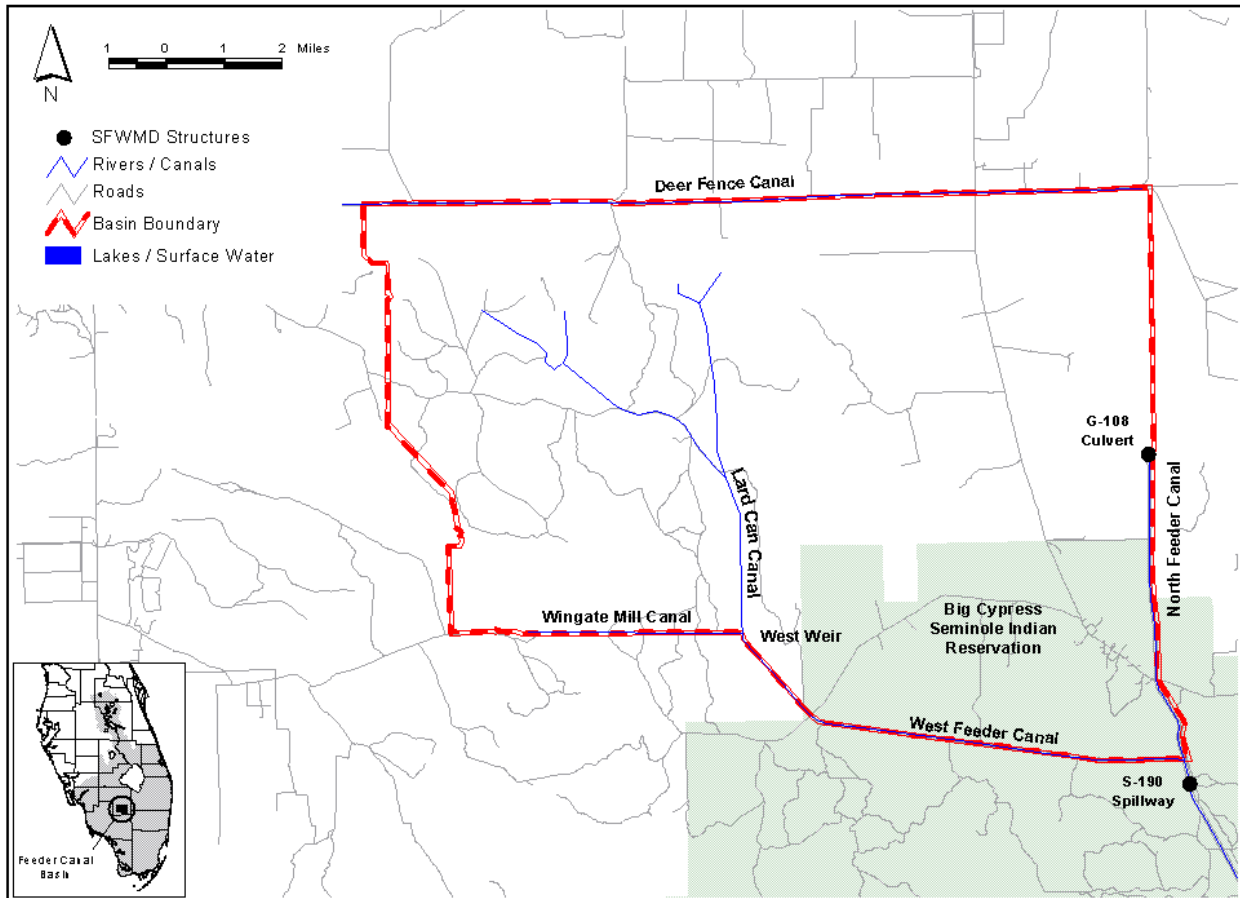 1 0 1 2 Miles
N
SFWMD Structures
Rivers / Canals
Roads
Basin Boundary
Lakes / Surface Water
Deer Fence Canal
G-108
Culvert
North Feeder Canal
Lard Can Canal
Big Cypress
Seminole Indian
Reservation
Wingate Mill Canal
West Weir
West Feeder Canal
S-190
Spillway
Feeder Canal
Basin